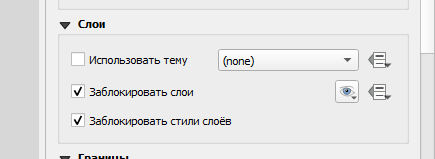 Слои
Использовать тему (none)
Заблокировать слои
Заблокировать стили слоёв
Границы